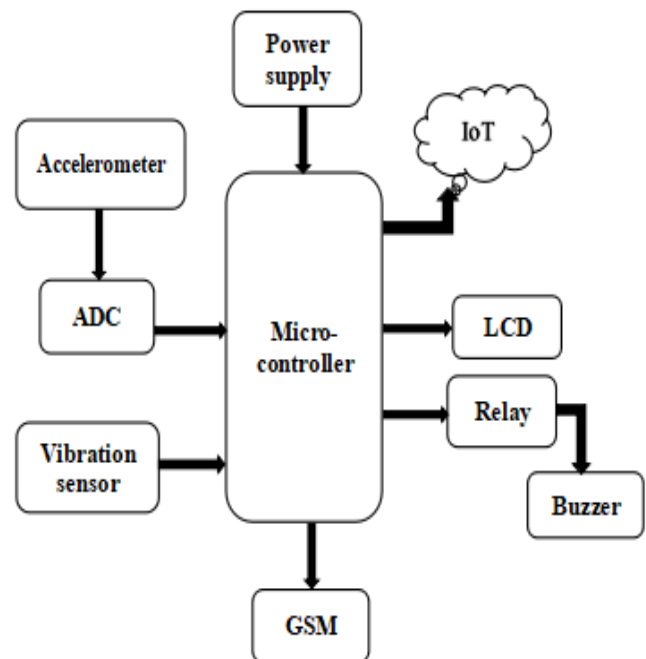 Power
supply
IoT
Accelerometer
ADC
Micro-
controller
LCD
Relay
Vibration
sensor
Buzzer
GSM